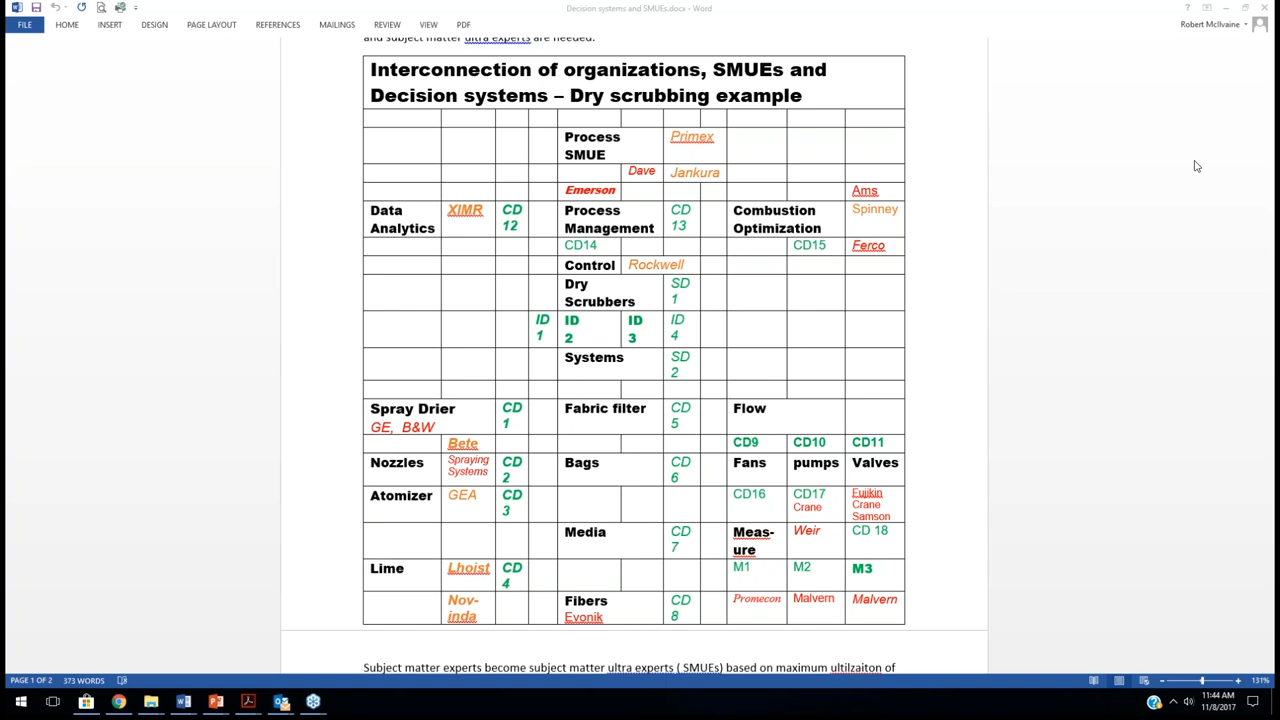 Decision systems and SMUEs.docx - Word
FILE HOME INSERT DESIGN PAGE LAYOUT REFERENCES MAILINGS REVIEW VIEW PDF
Robert McIlvaine
and subject matter ultra experts are needed.
Interconnection of organizations, SMUEs and
Decision systems – Dry scrubbing example
Process Primex
SMUE
Dave Jankura
Emerson Ams
Data XIMR CD Process CD Combustion Spinney
Analytics 12 Management 13 Optimization
CD14 CD15 Ferco
Control Rockwell
Dry SD
Scrubbers 1
ID ID ID ID
1 2 3 4
Systems SD
2
Spray Drier CD Fabric filter CD Flow
GE, B&W 1 5
Bete CD9 CD10 CD11
Nozzles Spraying CD Bags CD Fans pumps Valves
Systems 2 6
Atomizer GEA CD CD16 CD17 Fujikin
3 Crane Crane
Samson
Media CD Meas- Weir CD 18
7 ure
Lime Lhoist CD M1 M2 M3
4
Nov- Fibers CD Promecon Malvern Malvern
inda Evonik 8
Subject matter experts become subject matter ultra experts ( SMUEs) based on maximum ultilzaiton of
PAGE 1 OF 2 373 WORDS 131%
11:44 AM
11/8/2017